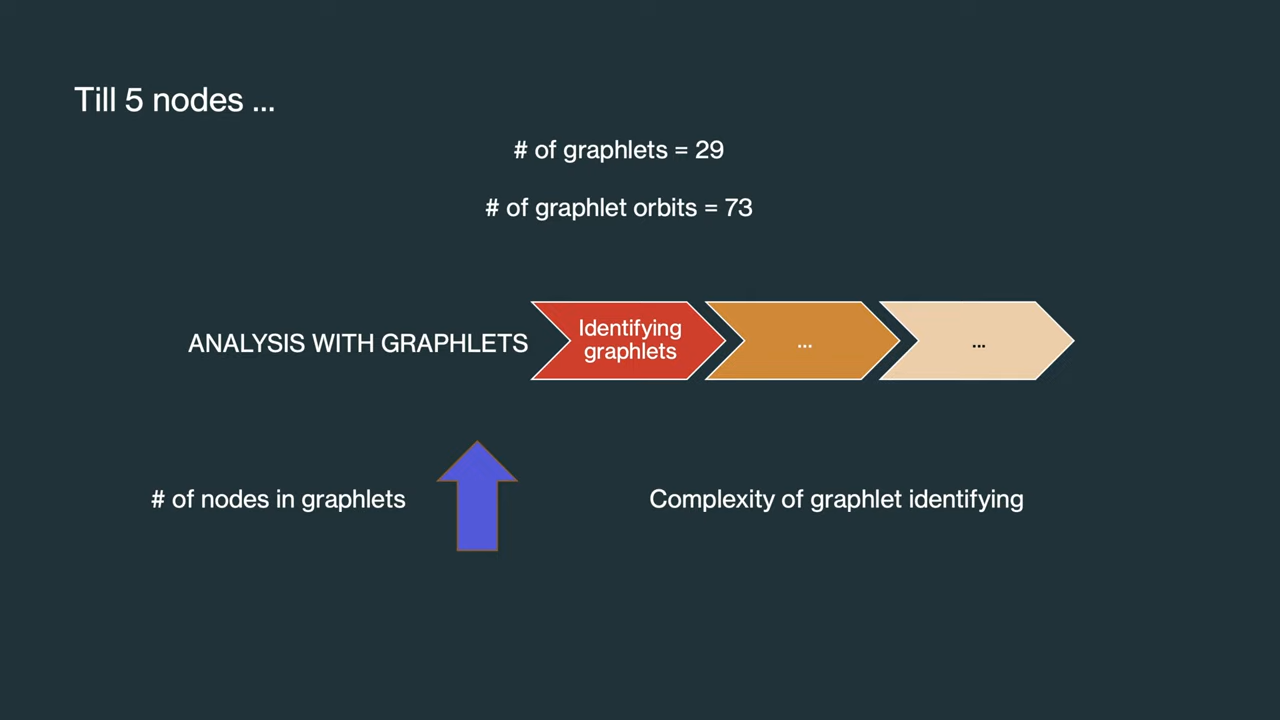 Till 5 nodes ...
# of graphlets = 29
# of graphlet orbits = 73
ANALYSIS WITH GRAPHLETS
Identifying
graphlets
...
...
# of nodes in graphlets
Complexity of graphlet identifying